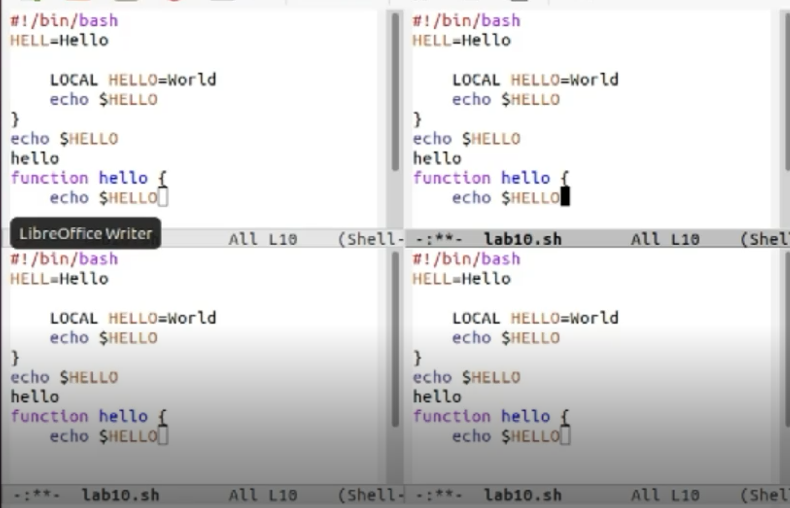 #!/bin/bash
HELL=Hello
    LOCAL HELLO=World
    echo $HELLO
}
echo $HELLO
hello
function hello {
    echo $HELLO
LibreOffice Writer
All L10    (Shell-
#!/bin/bash
HELL=Hello
    LOCAL HELLO=World
    echo $HELLO
}
echo $HELLO
hello
function hello {
    echo $HELLO
-:**-  lab10.sh    All L10    (Shel
#!/bin/bash
HELL=Hello
    LOCAL HELLO=World
    echo $HELLO
}
echo $HELLO
hello
function hello {
    echo $HELLO
-:**-  lab10.sh    All L10    (Shell-
#!/bin/bash
HELL=Hello
    LOCAL HELLO=World
    echo $HELLO
}
echo $HELLO
hello
function hello {
    echo $HELLO
-:**-  lab10.sh    All L10    (Shell